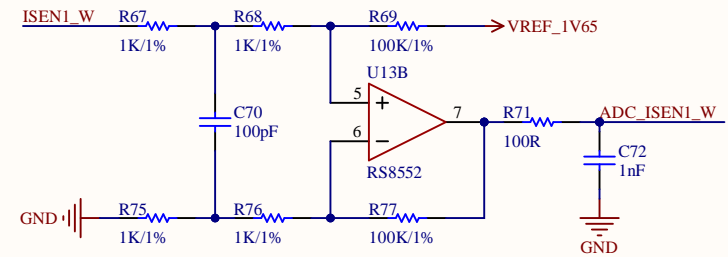 ISEN1_W R67 R68 R69 VREF_1V65
1K/1% 1K/1% 100K/1%
U13B
C70 5 7 R71 ADC_ISEN1_W
100pF 6 100R C72
RS8552 1nF
GND R75 R76 R77
1K/1% 1K/1% 100K/1% GND